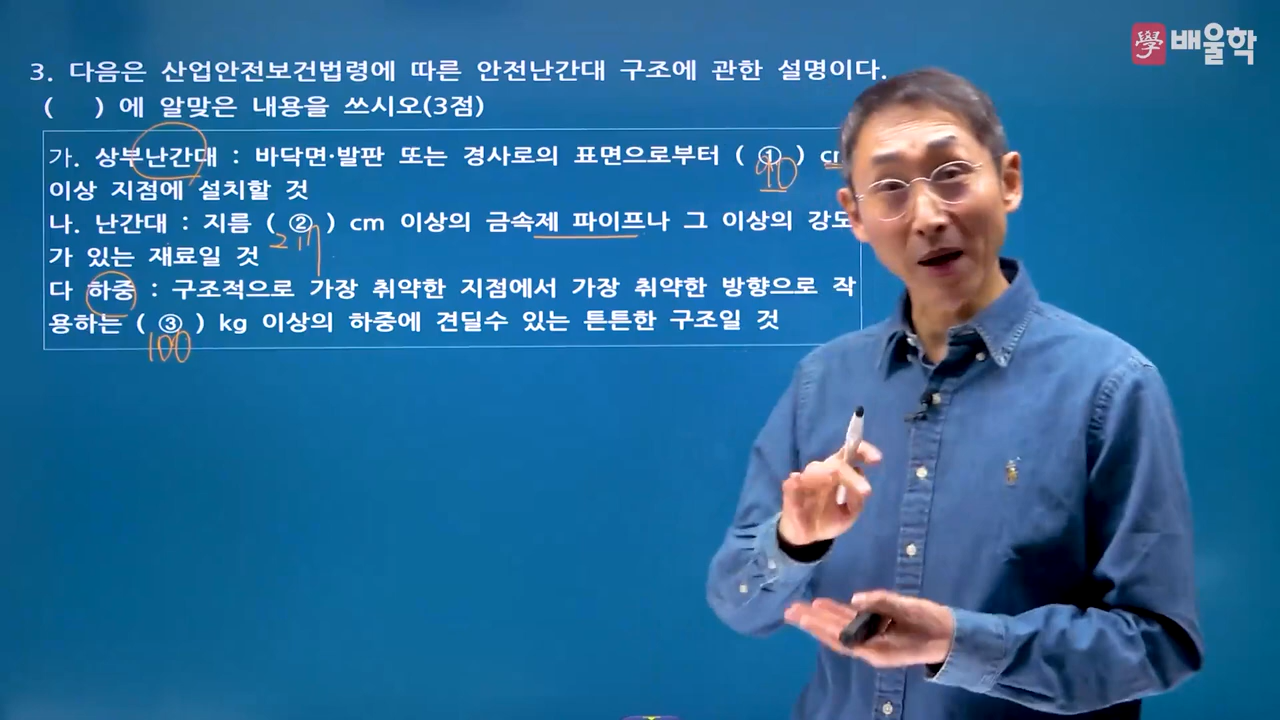 學 배울학
3. 다음은 산업안전보건법령에 따른 안전난간대 구조에 관한 설명이다.
( ) 에 알맞은 내용을 쓰시오(3점)
가. 상부난간대 : 바닥면·발판 또는 경사로의 표면으로부터 ( ① ) cm
90
이상 지점에 설치할 것
나. 난간대 : 지름 ( ② ) cm 이상의 금속제 파이프나 그 이상의 강도
가 있는 재료일 것
다 하중 : 구조적으로 가장 취약한 지점에서 가장 취약한 방향으로 작
용하는 ( ③ ) kg 이상의 하중에 견딜수 있는 튼튼한 구조일 것
100